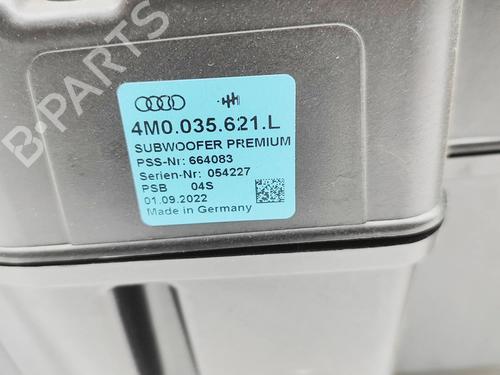 4M0.035.621.L
SUBWOOFER PREMIUM
PSS-Nr: 664083
Serien-Nr: 054227
PSB 04S
01.09.2022
Made in Germany
B-PARTS